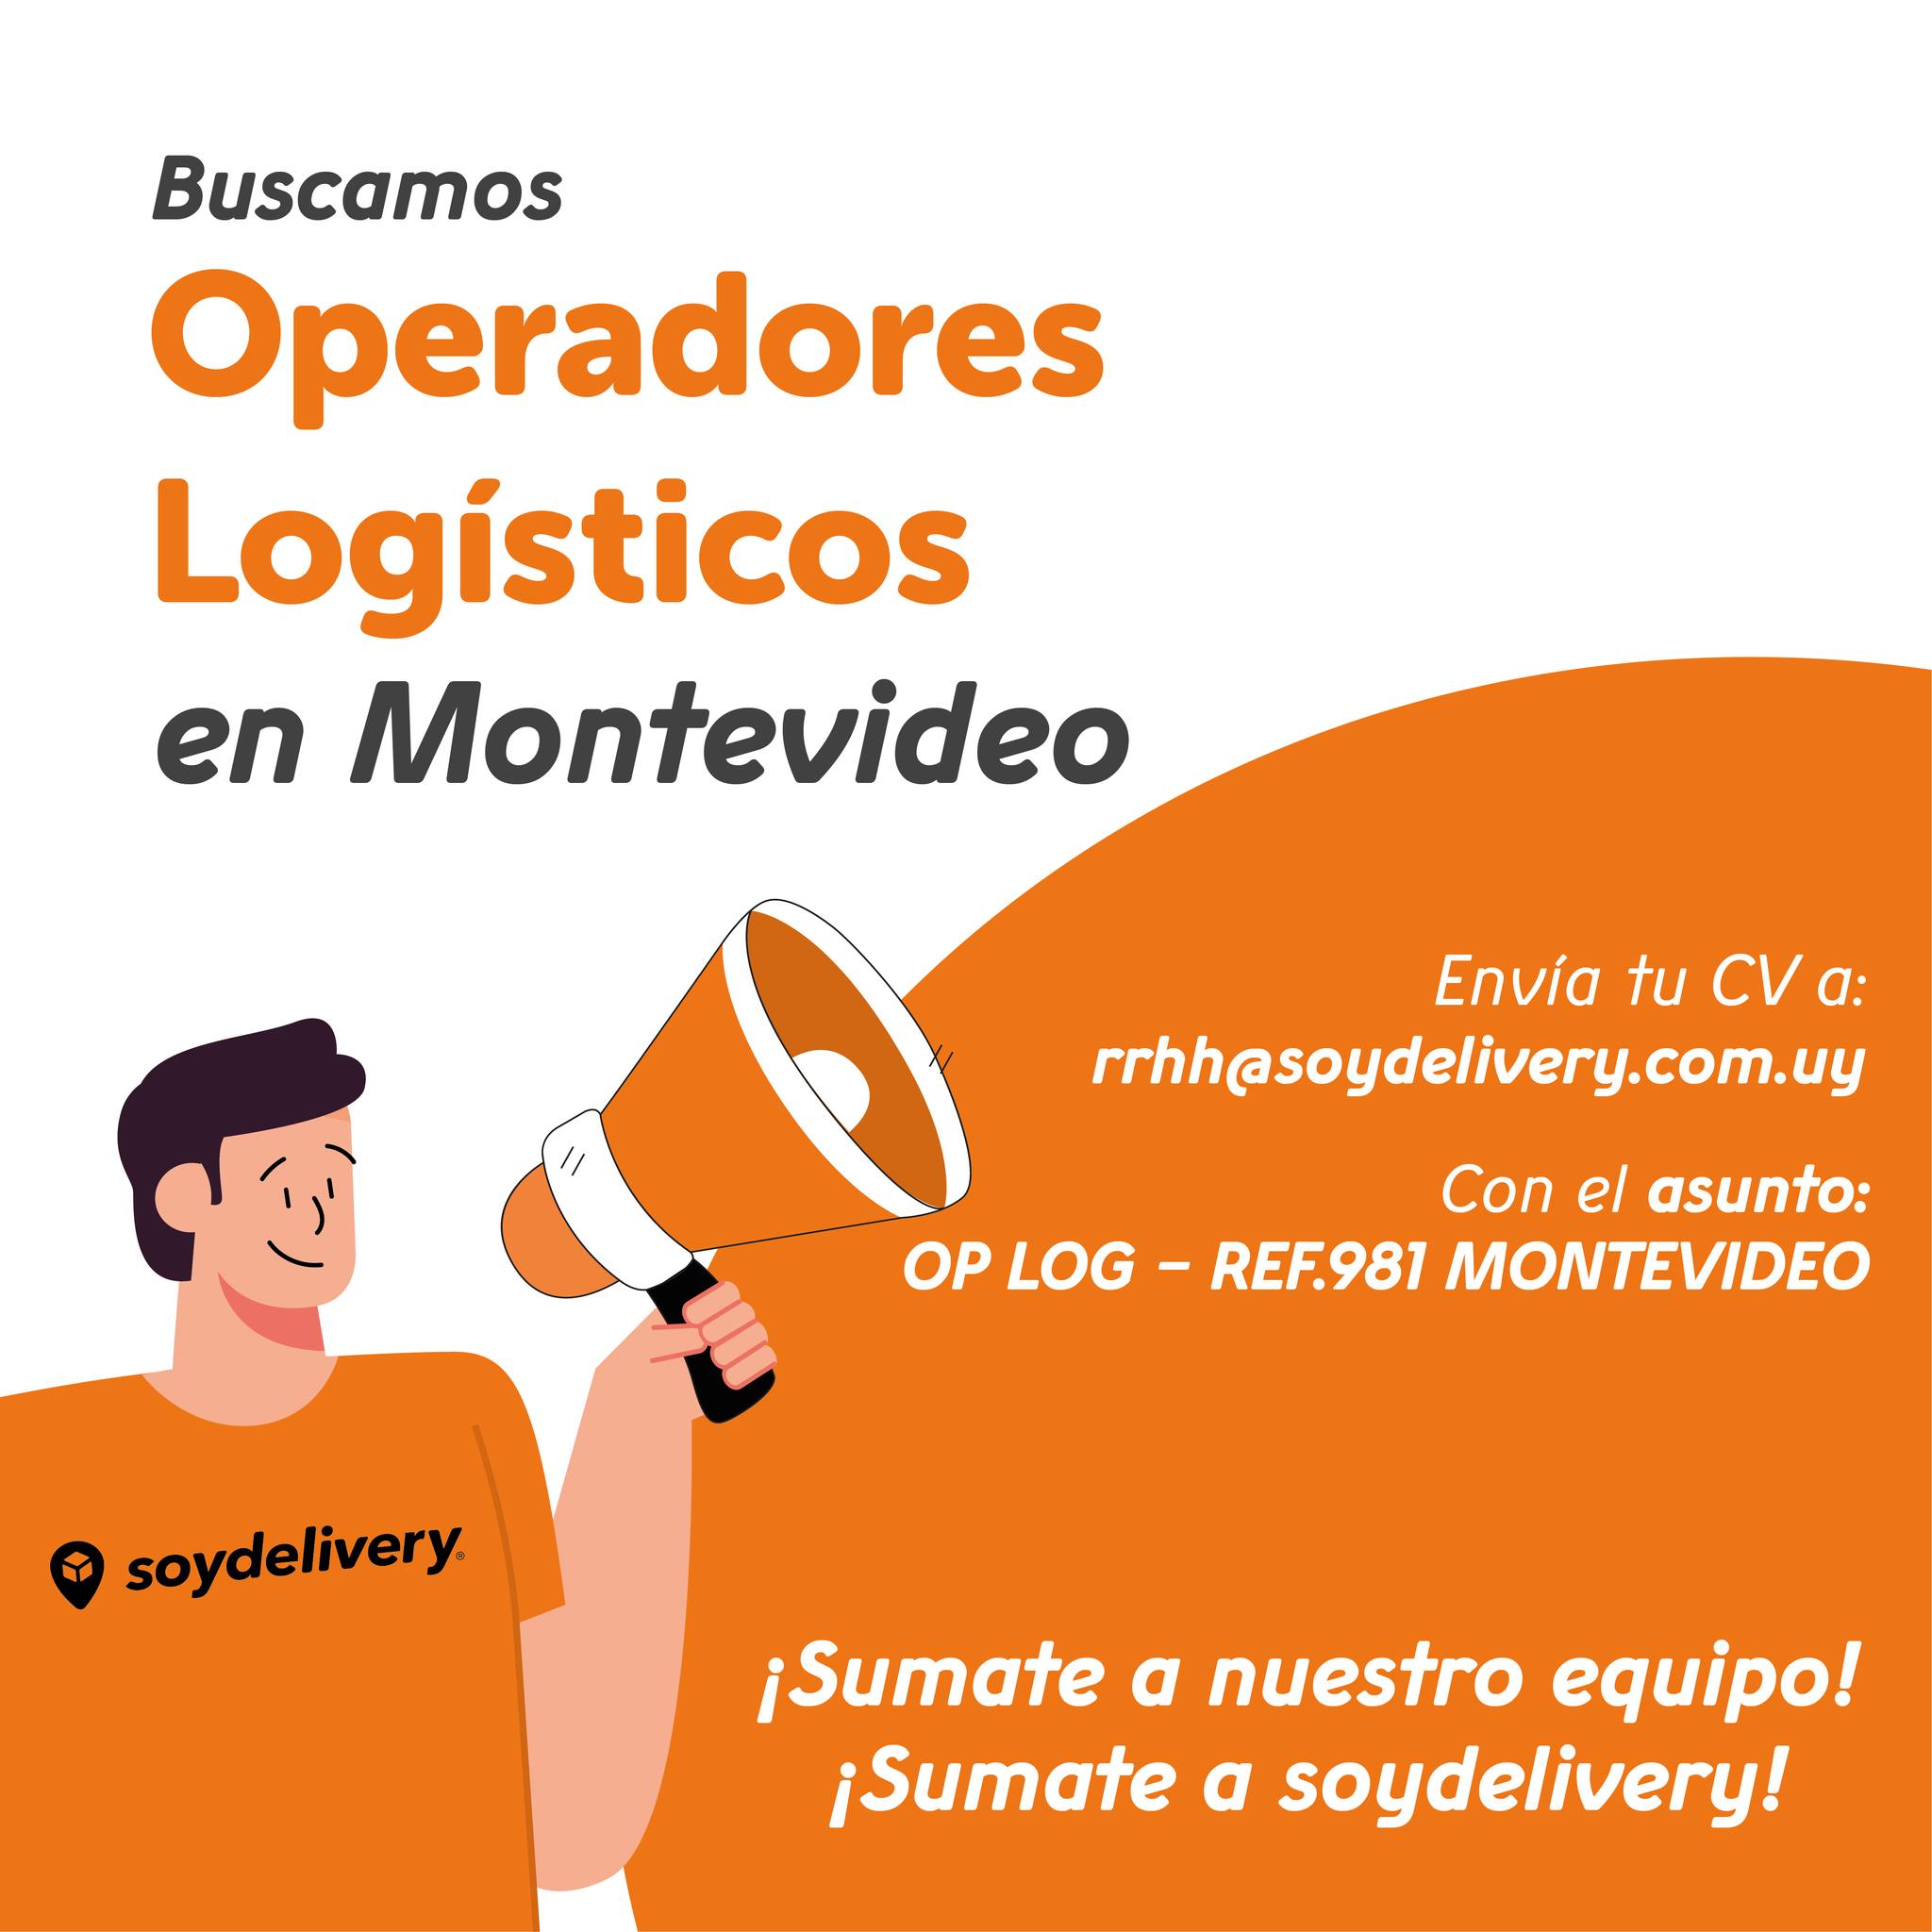 Buscamos
Operadores
Logísticos
en Montevideo
Envía tu CV a:
rrhh@soydelivery.com.uy
Con el asunto:
OP LOG – REF.981 MONTEVIDEO
soydelivery®
¡Sumate a nuestro equipo!
¡Sumate a soydelivery!